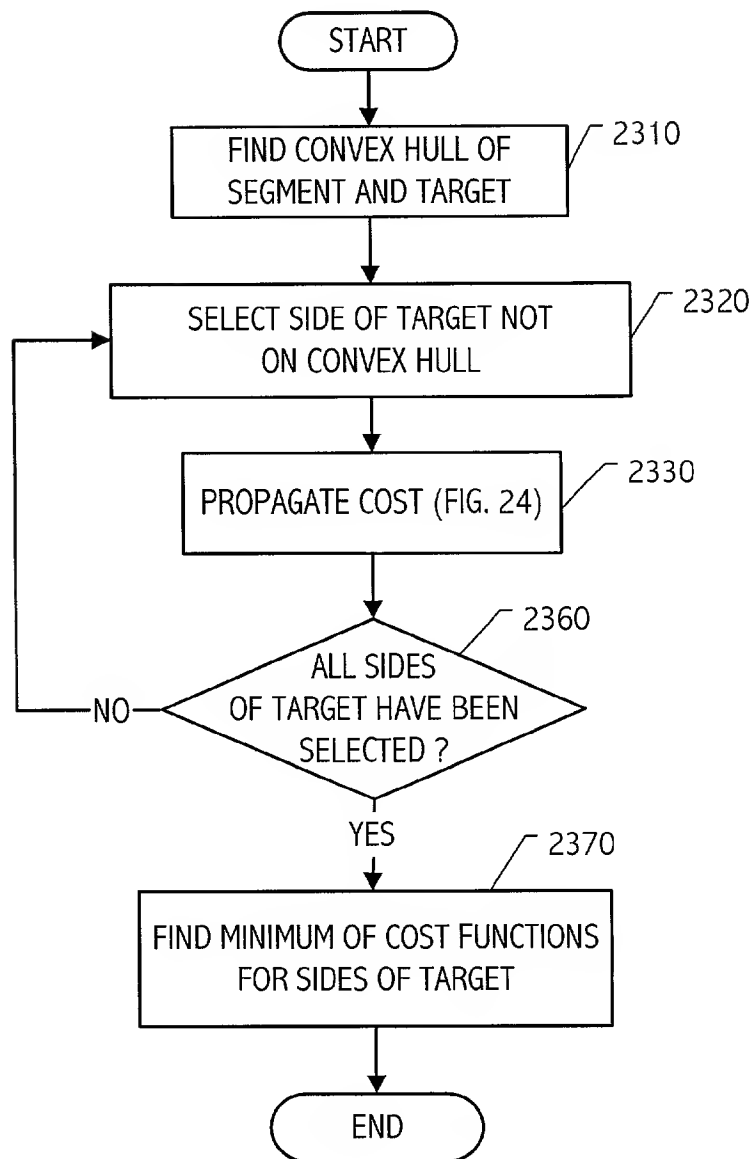 START
2310
FIND CONVEX HULL OF
SEGMENT AND TARGET
2320
SELECT SIDE OF TARGET NOT
ON CONVEX HULL
2330
PROPAGATE COST (FIG. 24)
2360
ALL SIDES
OF TARGET HAVE BEEN
SELECTED ?
NO
YES
2370
FIND MINIMUM OF COST FUNCTIONS
FOR SIDES OF TARGET
END